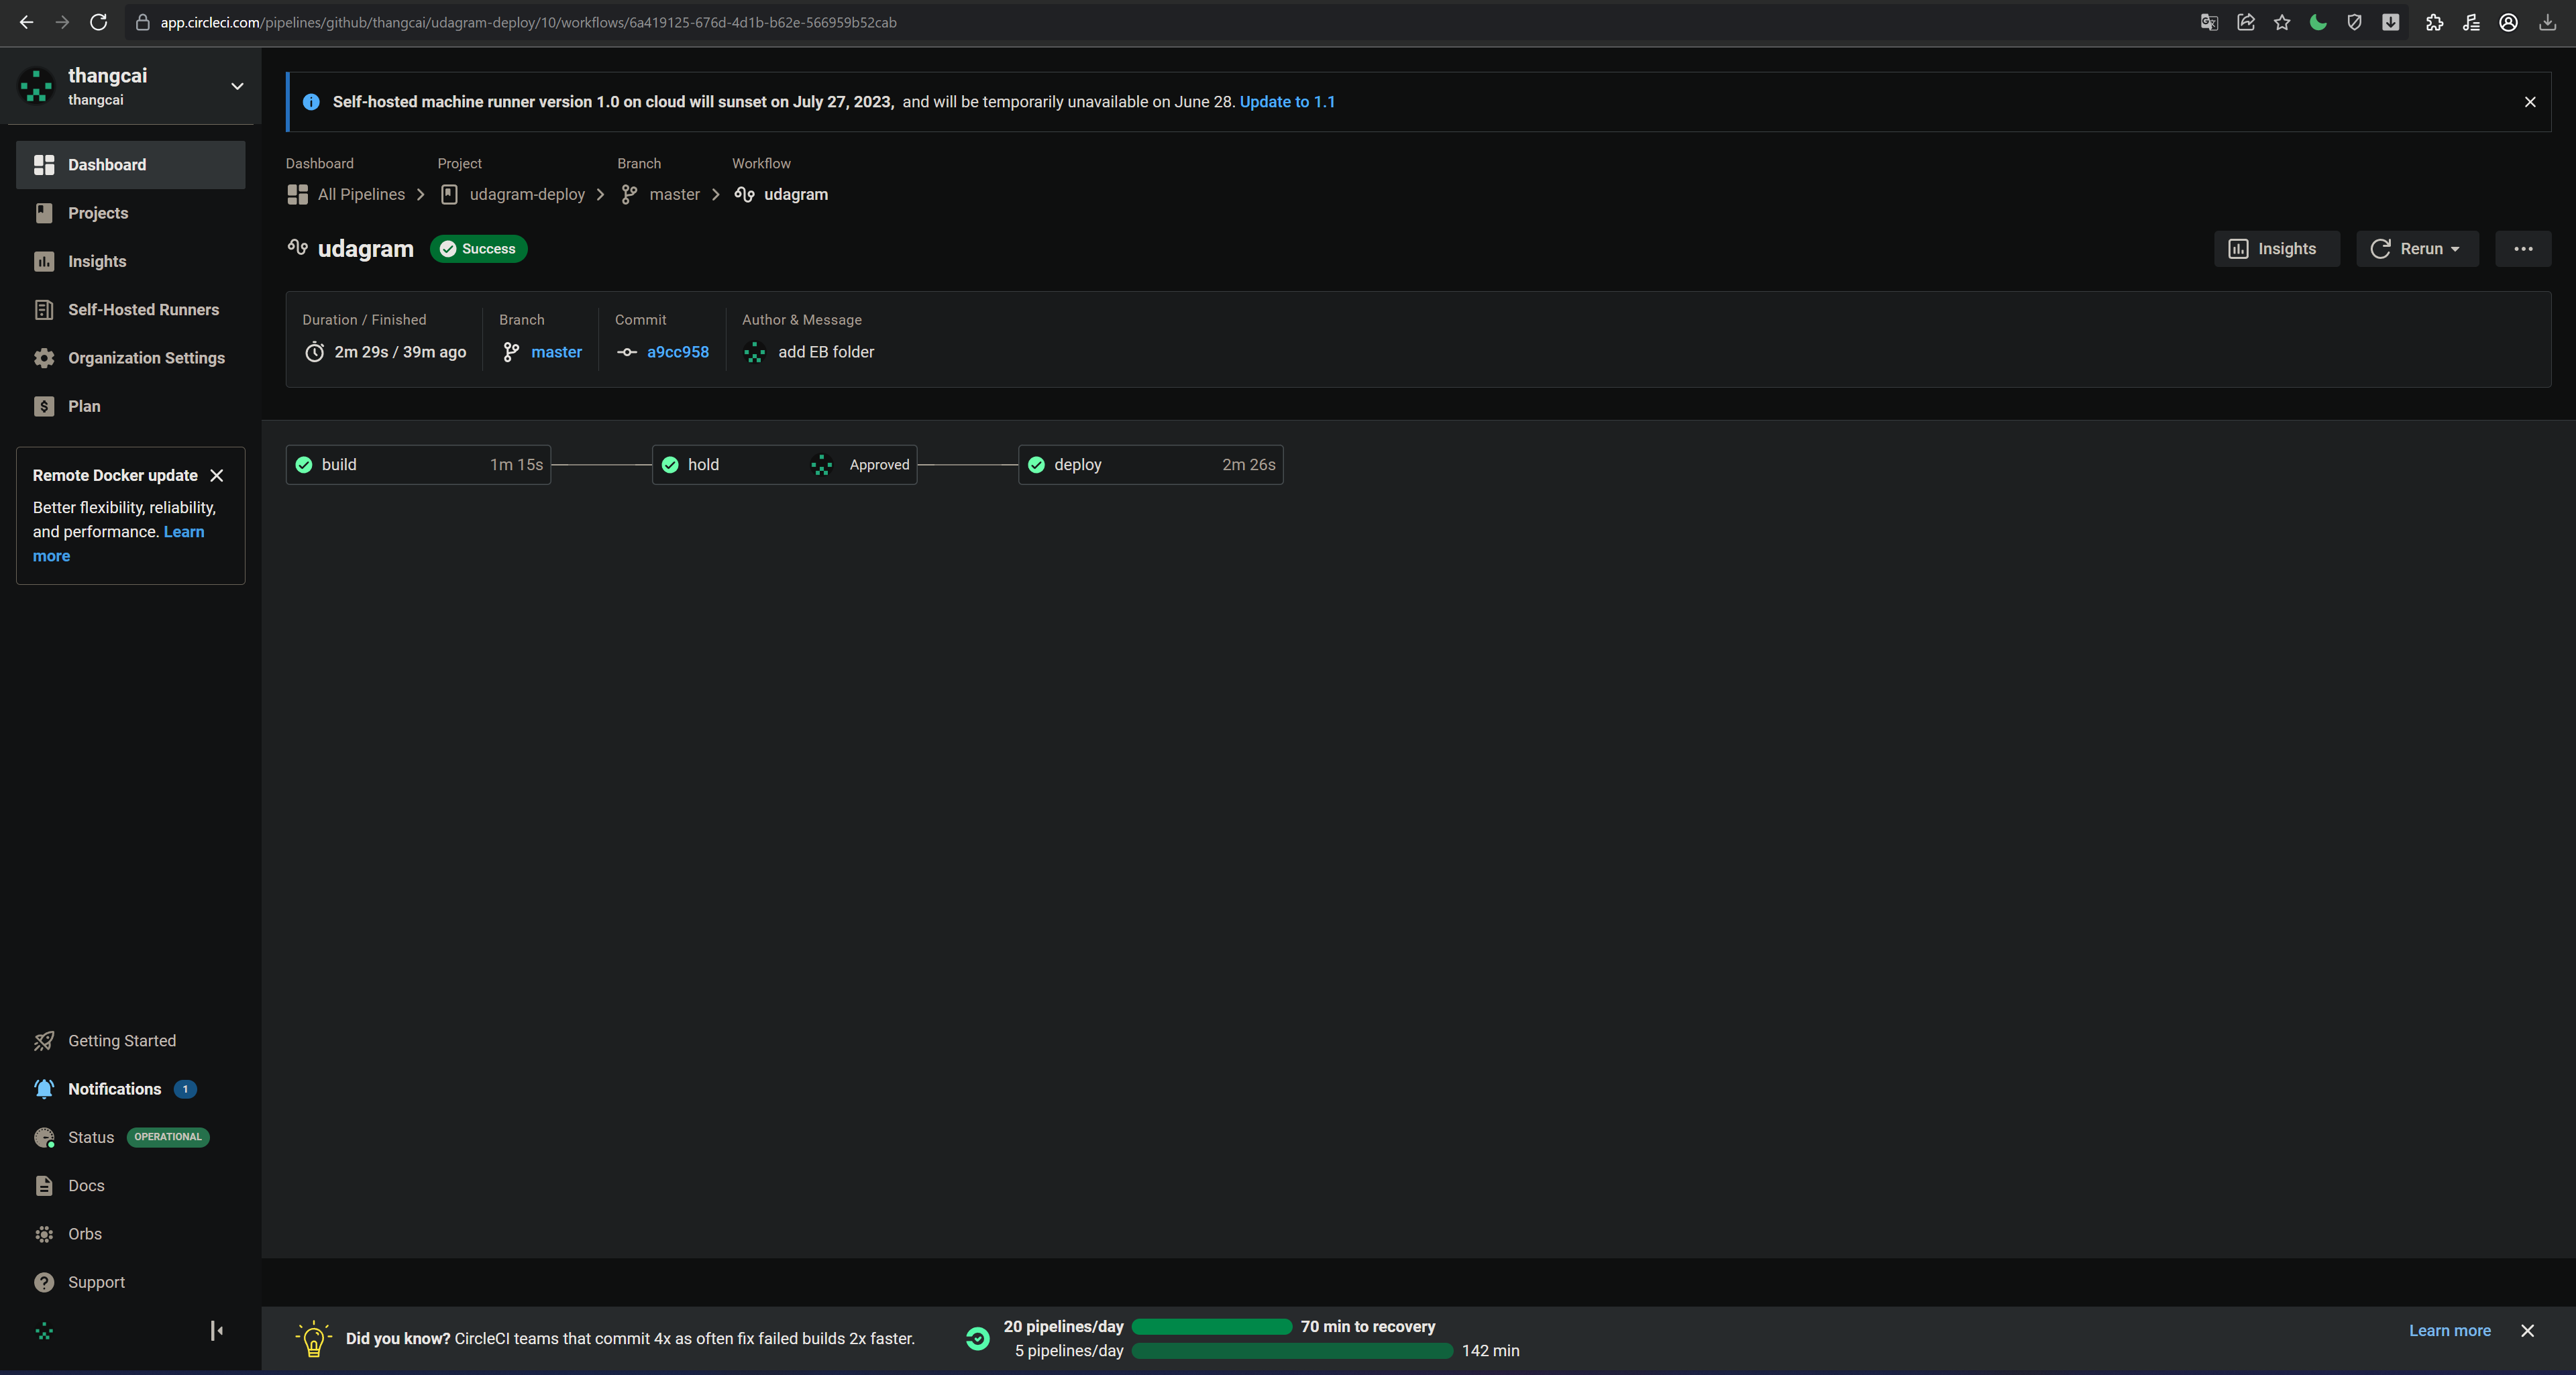 app.circleci.com/pipelines/github/thangcai/udagram-deploy/10/workflows/6a419125-676d-4d1b-b62e-566959b52cab
thangcai
thangcai
Dashboard
Projects
Insights
Self-Hosted Runners
Organization Settings
Plan
Remote Docker update
Better flexibility, reliability,
and performance. Learn
more
Getting Started
Notifications 1
Status OPERATIONAL
Docs
Orbs
Support
Self-hosted machine runner version 1.0 on cloud will sunset on July 27, 2023, and will be temporarily unavailable on June 28. Update to 1.1
Dashboard Project Branch Workflow
All Pipelines udagram-deploy master udagram
udagram Success Insights Rerun
Duration / Finished Branch Commit Author & Message
2m 29s / 39m ago master a9cc958 add EB folder
build 1m 15s hold Approved deploy 2m 26s
Did you know? CircleCI teams that commit 4x as often fix failed builds 2x faster.
20 pipelines/day 70 min to recovery
5 pipelines/day 142 min
Learn more